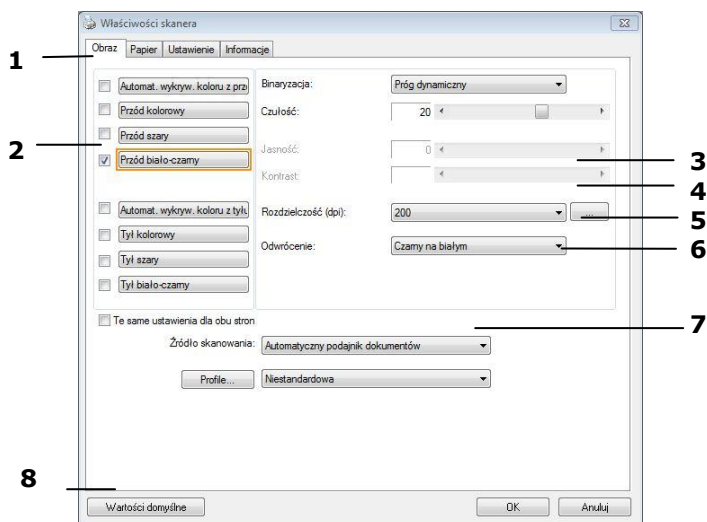 Właściwości skanera
Obraz Papier Ustawienie Informacje
1
Automat. wykryw. koloru z prze
Binaryzacja: Próg dynamiczny
Przód kolorowy
Czułość: 20
Przód szary
2
Jasność: 0
3
Przód biało-czarny
Kontrast:
4
Automat. wykryw. koloru z tyłu
Rozdzielczość (dpi): 200 ...
5
Tył kolorowy
Odwrócenie: Czarny na białym
6
Tył szary
Tył biało-czarny
Te same ustawienia dla obu stron
7
Źródło skanowania: Automatyczny podajnik dokumentów
Profile... Niestandardowa
8
Wartości domyślne OK Anuluj